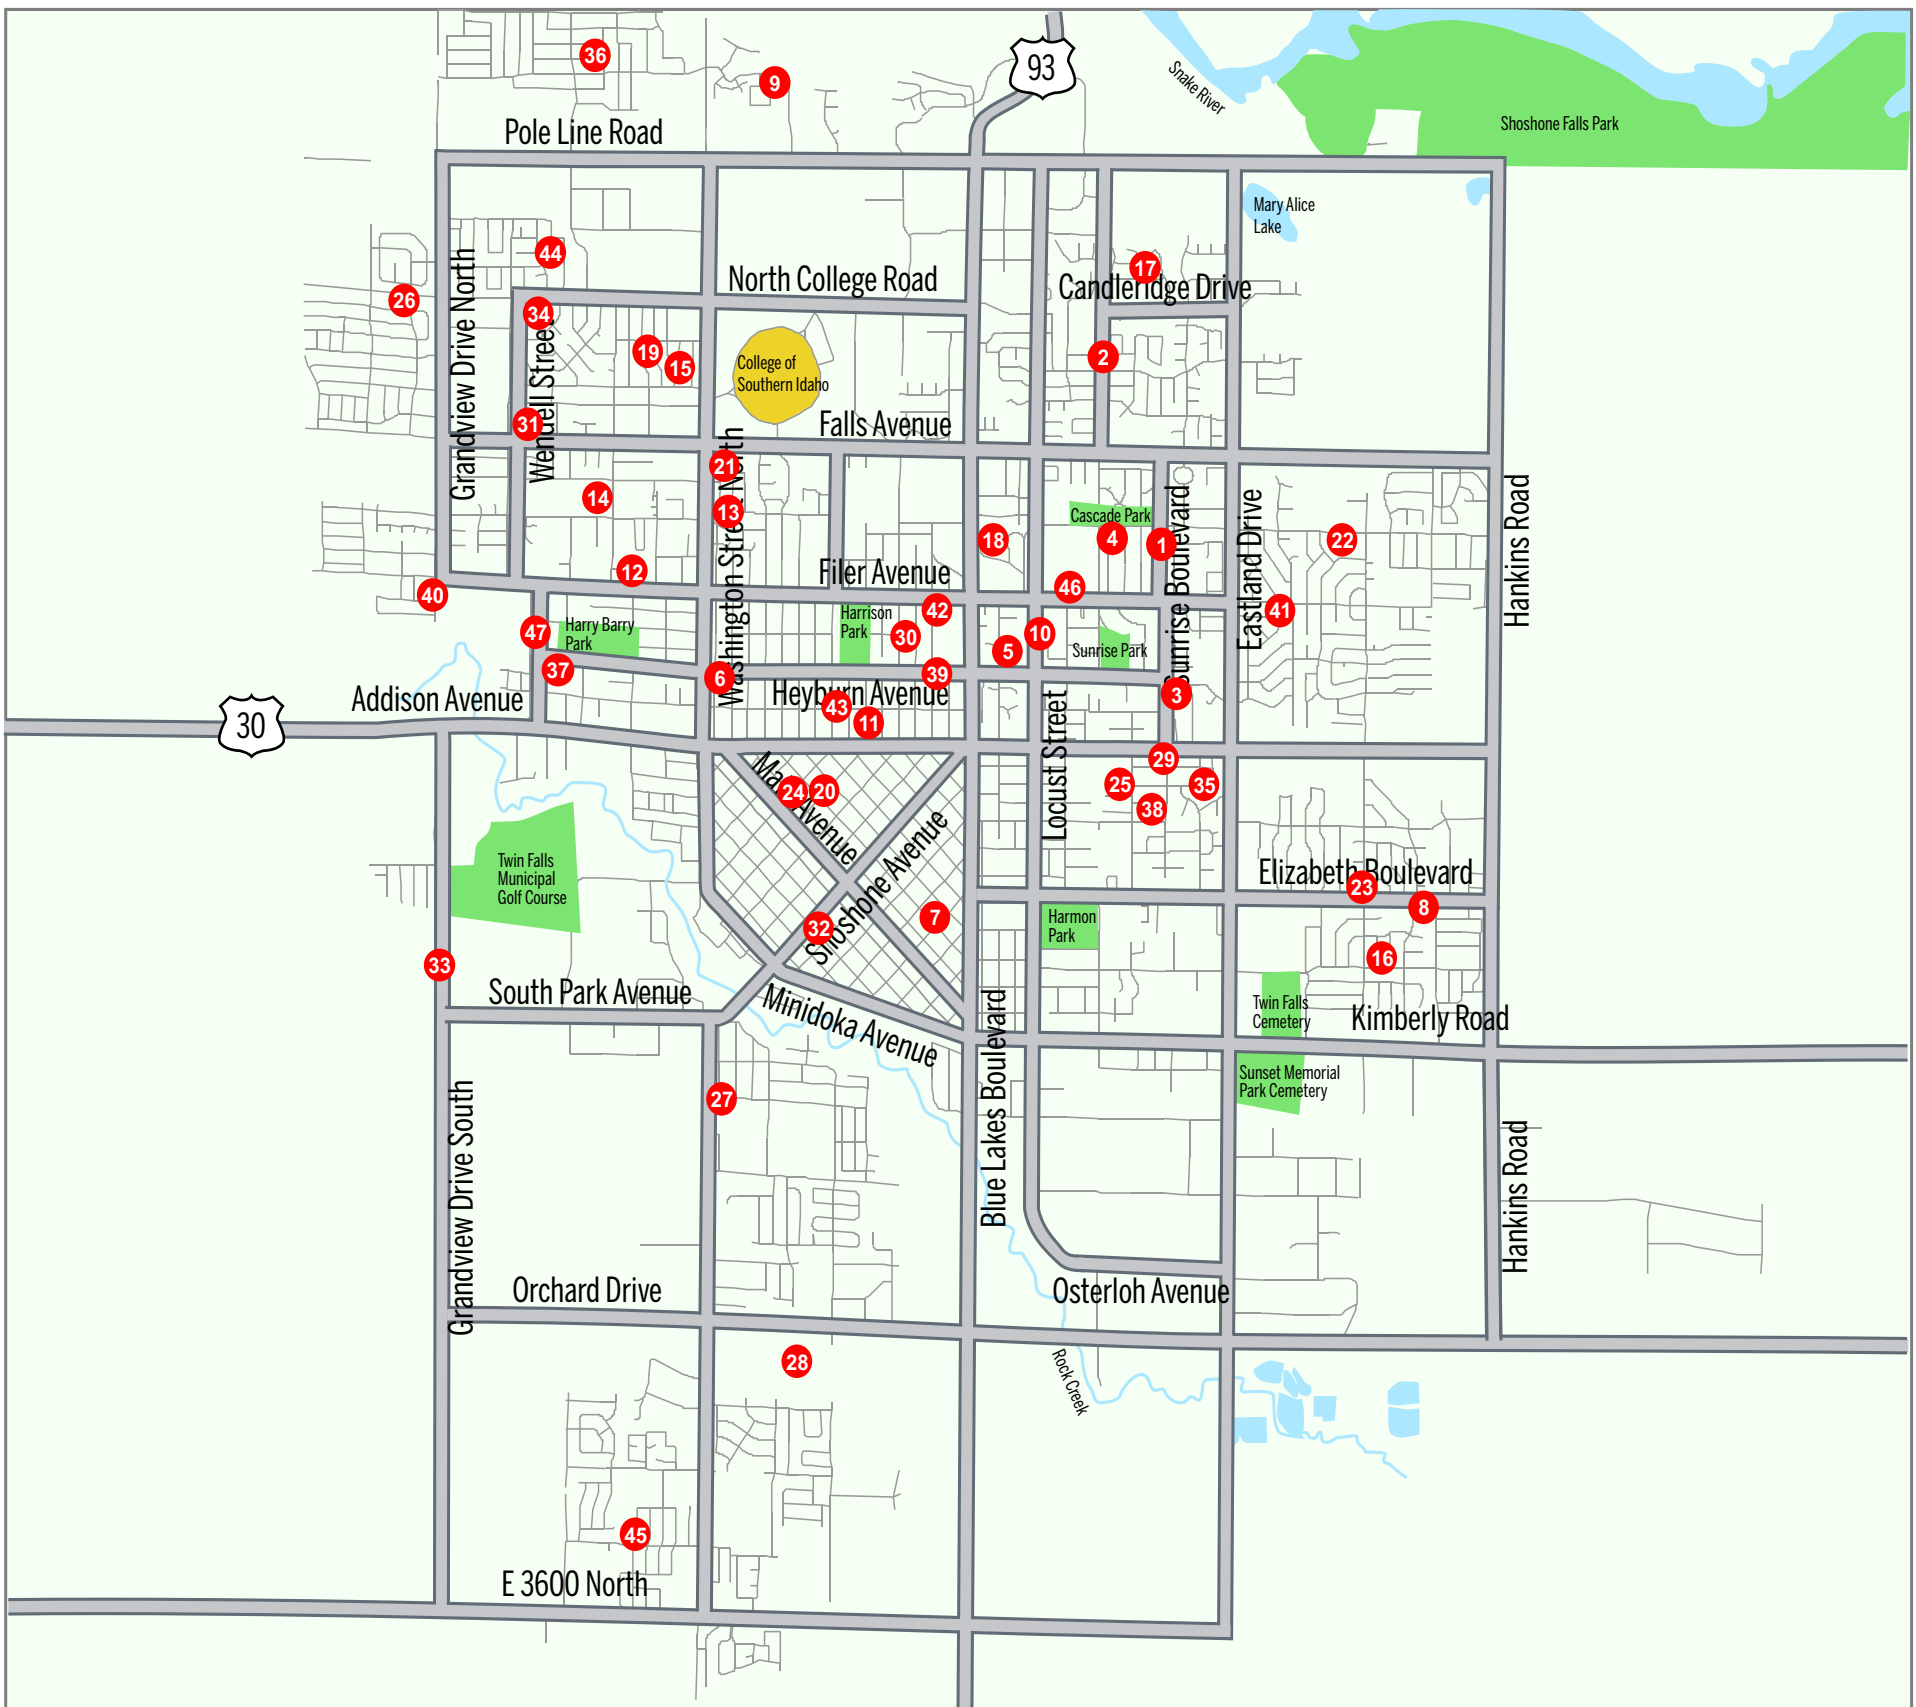 36
9
93
Snake River
Shoshone Falls Park
Pole Line Road
Mary Alice
Lake
44
26
34
Grandview Drive North
North College Road
17
Candleridge Drive
Wendell Street
19
15
College of
Southern Idaho
2
31
Falls Avenue
21
14
13
Washington Street North
Cascade Park
18
4
1
Sunrise Boulevard
Eastland Drive
22
Hankins Road
12
Filer Avenue
46
40
42
41
47
Harry Barry
Park
Harrison
Park
30
10
5
Sunrise Park
37
6
39
Heyburn Avenue
3
Addison Avenue
43
11
30
Locust Street
29
Main Avenue
24
20
25
35
38
Twin Falls
Municipal
Golf Course
Shoshone Avenue
Elizabeth Boulevard
23
8
7
32
Harmon
Park
33
16
South Park Avenue
Minidoka Avenue
Blue Lakes Boulevard
Twin Falls
Cemetery
Kimberly Road
Sunset Memorial
Park Cemetery
27
Grandview Drive South
Hankins Road
Orchard Drive
Osterloh Avenue
28
Rock Creek
45
E 3600 North